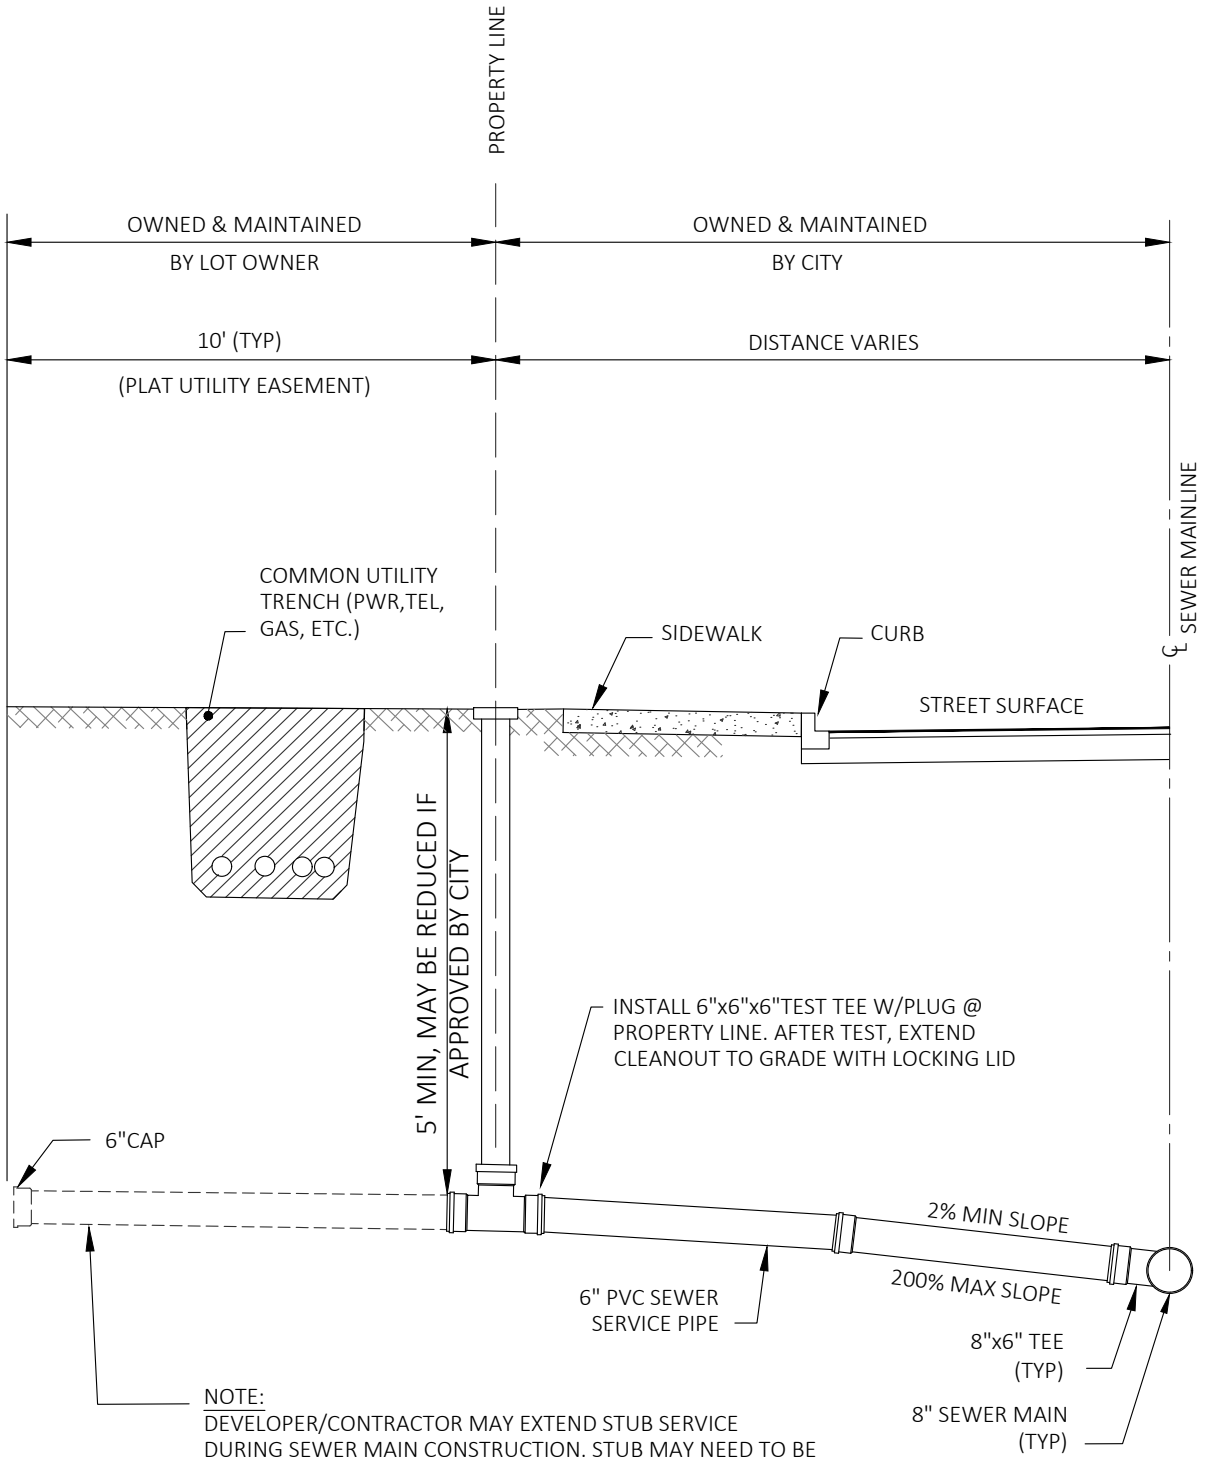 PROPERTY LINE
OWNED & MAINTAINED
BY LOT OWNER
OWNED & MAINTAINED
BY CITY
10' (TYP)
(PLAT UTILITY EASEMENT)
DISTANCE VARIES
℄ SEWER MAINLINE
COMMON UTILITY
TRENCH (PWR,TEL,
GAS, ETC.)
SIDEWALK
CURB
STREET SURFACE
5' MIN, MAY BE REDUCED IF
APPROVED BY CITY
INSTALL 6"x6"x6"TEST TEE W/PLUG @
PROPERTY LINE. AFTER TEST, EXTEND
CLEANOUT TO GRADE WITH LOCKING LID
6"CAP
2% MIN SLOPE
200% MAX SLOPE
6" PVC SEWER
SERVICE PIPE
8"x6" TEE
(TYP)
8" SEWER MAIN
(TYP)
NOTE:
DEVELOPER/CONTRACTOR MAY EXTEND STUB SERVICE
DURING SEWER MAIN CONSTRUCTION. STUB MAY NEED TO BE